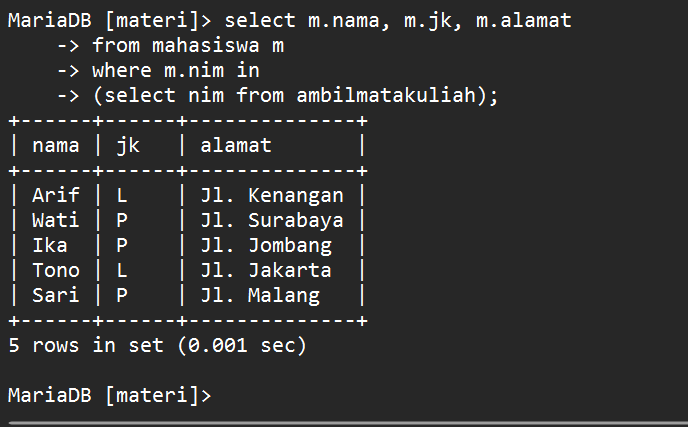 MariaDB [materi]> select m.nama, m.jk, m.alamat
    -> from mahasiswa m
    -> where m.nim in
    -> (select nim from ambilmatakuliah);
+------+------+--------------+
| nama | jk   | alamat       |
+------+------+--------------+
| Arif | L    | Jl. Kenangan |
| Wati | P    | Jl. Surabaya |
| Ika  | P    | Jl. Jombang  |
| Tono | L    | Jl. Jakarta  |
| Sari | P    | Jl. Malang   |
+------+------+--------------+
5 rows in set (0.001 sec)

MariaDB [materi]>